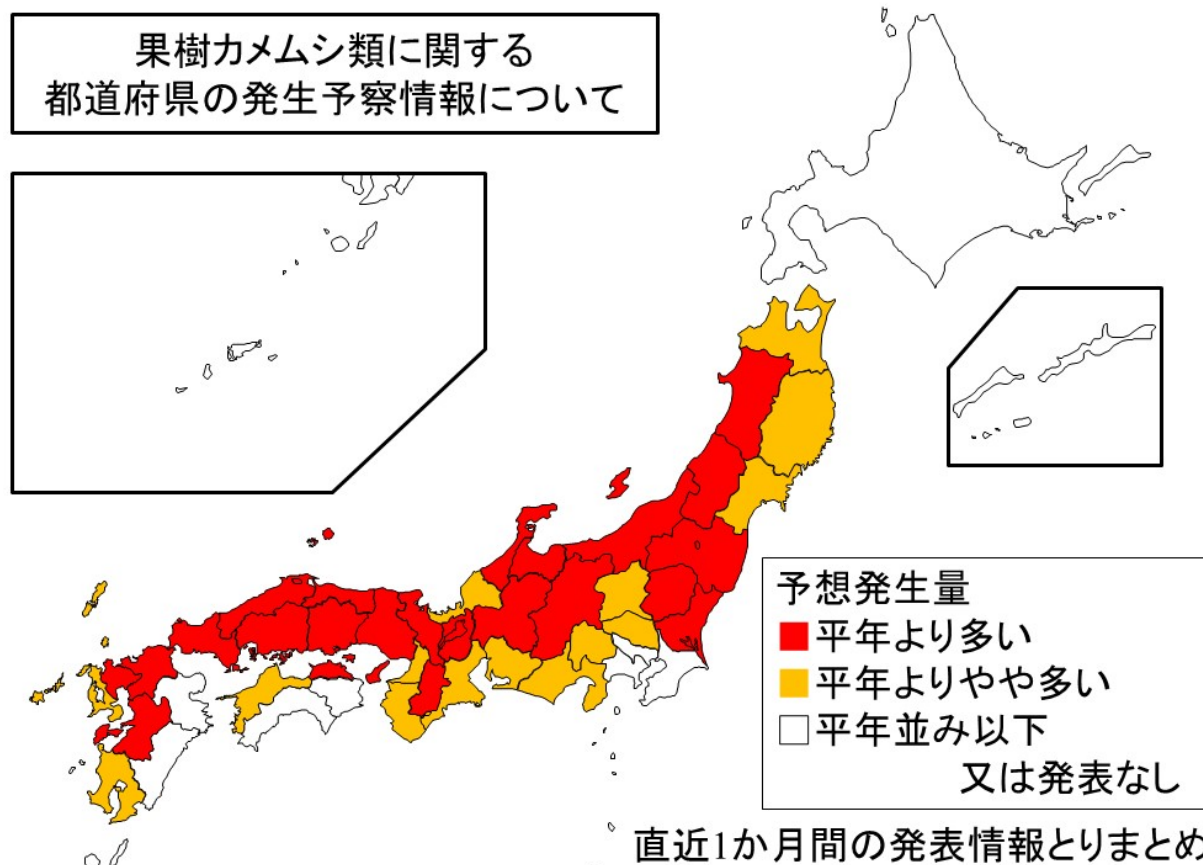 果樹カメムシ類に関する
都道府県の発生予察情報について
予想発生量
■平年より多い
■平年よりやや多い
□平年並み以下
又は発表なし
直近1か月間の発表情報とりまとめ